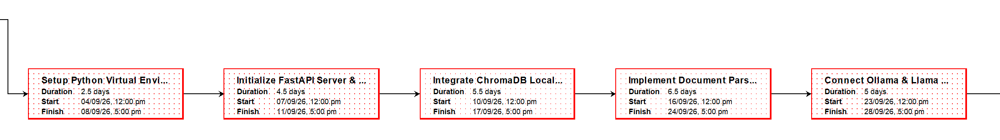 Setup Python Virtual Envi...
Duration 2.5 days
Start 04/09/26, 12:00 pm
Finish 08/09/26, 5:00 pm
Initialize FastAPI Server & ...
Duration 4.5 days
Start 07/09/26, 12:00 pm
Finish 11/09/26, 5:00 pm
Integrate ChromaDB Local...
Duration 5.5 days
Start 10/09/26, 12:00 pm
Finish 17/09/26, 5:00 pm
Implement Document Pars...
Duration 6.5 days
Start 16/09/26, 12:00 pm
Finish 24/09/26, 5:00 pm
Connect Ollama & Llama ...
Duration 5 days
Start 23/09/26, 12:00 pm
Finish 28/09/26, 5:00 pm